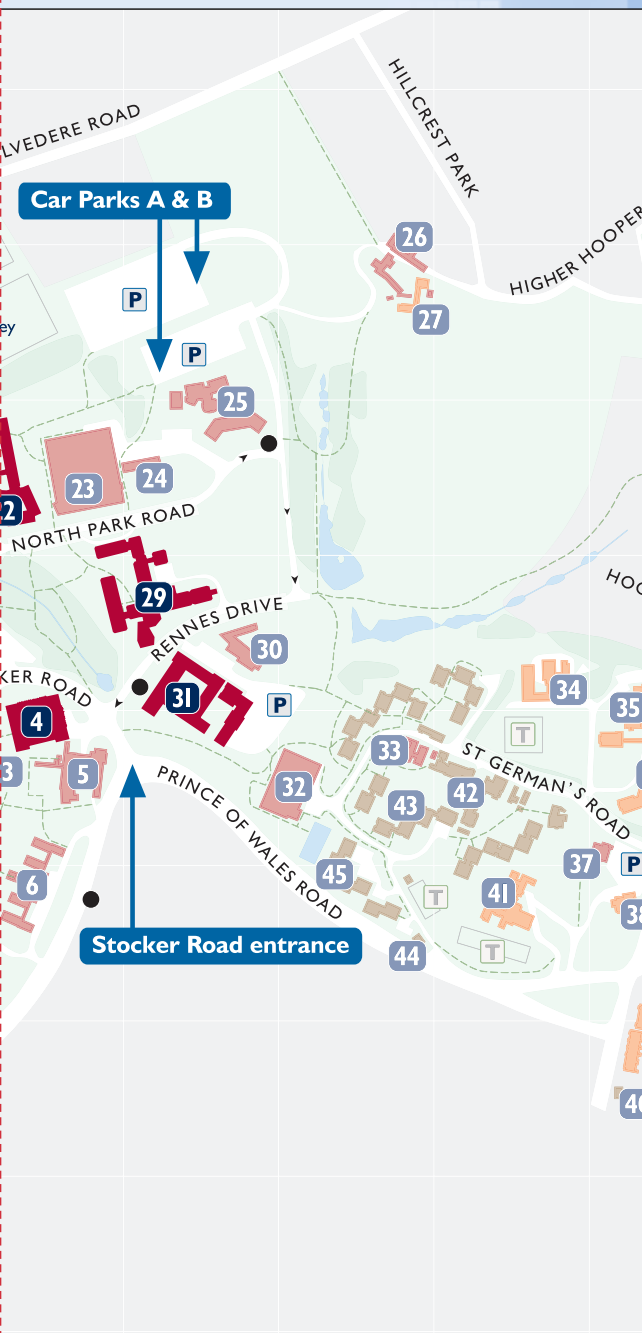 LVEDERE ROAD
HILLCREST PARK
Car Parks A & B
HIGHER HOOPER
26
27
P
ey
P
25
23
24
22
NORTH PARK ROAD
29
RENNES DRIVE
HOO
30
KER ROAD
31
P
34
35
4
T
33
ST GERMAN'S ROAD
3
5
PRINCE OF WALES ROAD
32
42
43
37
P
45
6
T
41
38
Stocker Road entrance
44
T
40